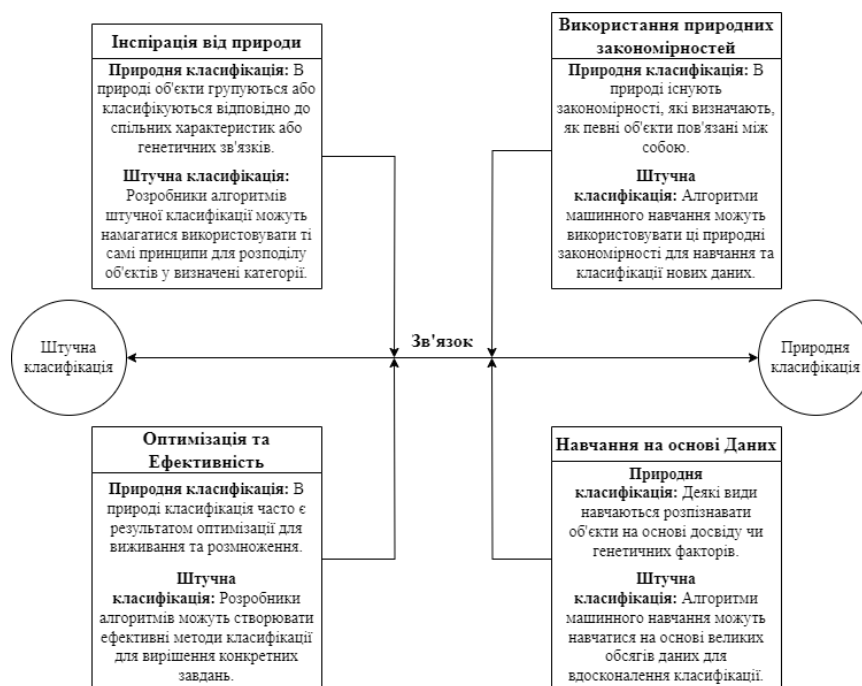 Інспірація від природи
Природня класифікація: В
природі об'єкти групуються або
класифікуються відповідно до
спільних характеристик або
генетичних зв'язків.
Штучна класифікація:
Розробники алгоритмів
штучної класифікації можуть
намагатися використовувати ті
самі принципи для розподілу
об'єктів у визначені категорії.
Використання природних
закономірностей
Природня класифікація: В
природі існують
закономірності, які визначають,
як певні об'єкти пов'язані між
собою.
Штучна
класифікація: Алгоритми
машинного навчання можуть
використовувати ці природні
закономірності для навчання та
класифікації нових даних.
Штучна
класифікація
Зв'язок
Природня
класифікація
Оптимізація та
Ефективність
Природня класифікація: В
природі класифікація часто є
результатом оптимізації для
виживання та розмноження.
Штучна
класифікація: Розробники
алгоритмів можуть створювати
ефективні методи класифікації
для вирішення конкретних
завдань.
Навчання на основі Даних
Природня
класифікація: Деякі види
навчаються розпізнавати
об'єкти на основі досвіду чи
генетичних факторів.
Штучна
класифікація: Алгоритми
машинного навчання можуть
навчатися на основі великих
обсягів даних для
вдосконалення класифікації.